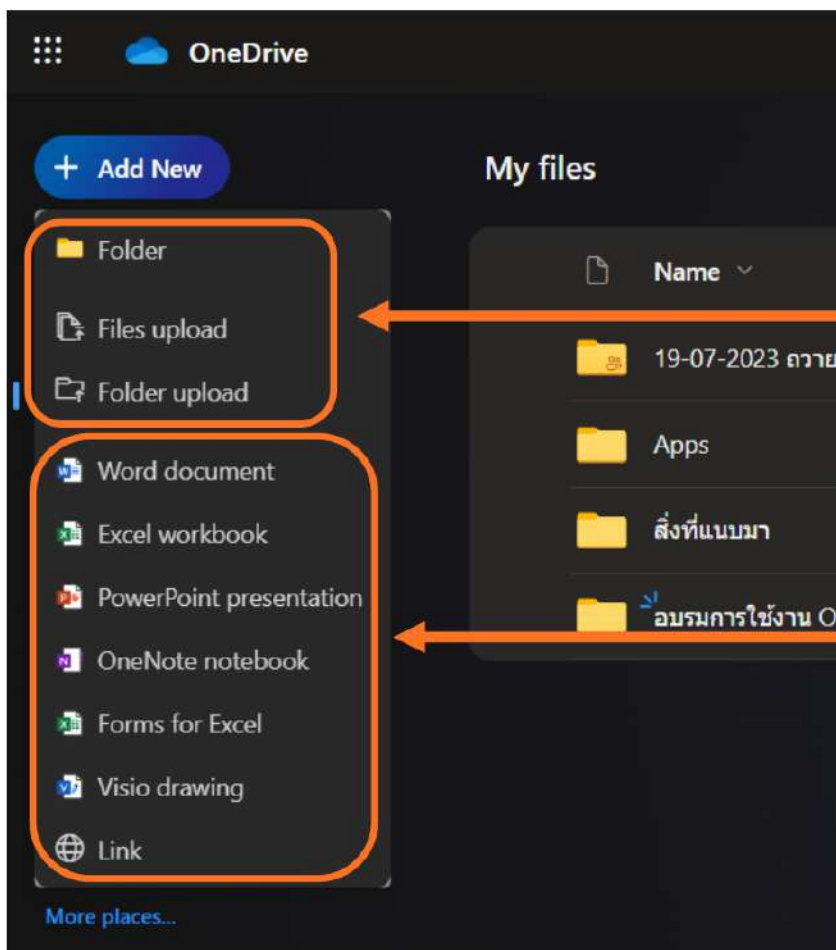 OneDrive
+ Add New
My files
Folder
Files upload
Folder upload
Word document
Excel workbook
PowerPoint presentation
OneNote notebook
Forms for Excel
Visio drawing
Link
More places...
Name
19-07-2023 ถวาย
Apps
สิ่งที่แนบมา
อบรมการใช้งาน O